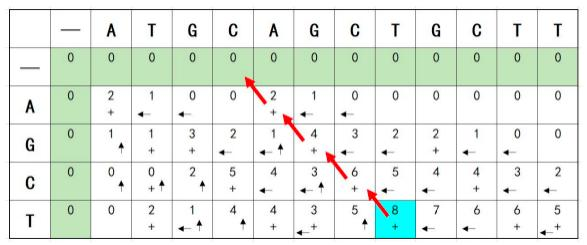 — A T G C A G C T G C T T
— 0 0 0 0 0 0 0 0 0 0 0 0 0
A 0 2 + 1 ← 0 ← 0 2 + 1 ← 0 ← 0 0 0 0 0
G 0 1 ↑ 1 + 3 + 2 ← 1 ← ↑ 4 + 3 ← 2 ← 2 + 1 ← 0 ← 0
C 0 0 ↑ 0 + ↑ 2 ↑ 5 + 4 ← 3 ← ↑ 6 + 5 ← 4 ← 4 + 3 ← 2 ←
T 0 0 2 + 1 ← ↑ 4 ↑ 4 + 3 ← + 5 ↑ 8 + 7 ← 6 ← 6 + 5 ← +